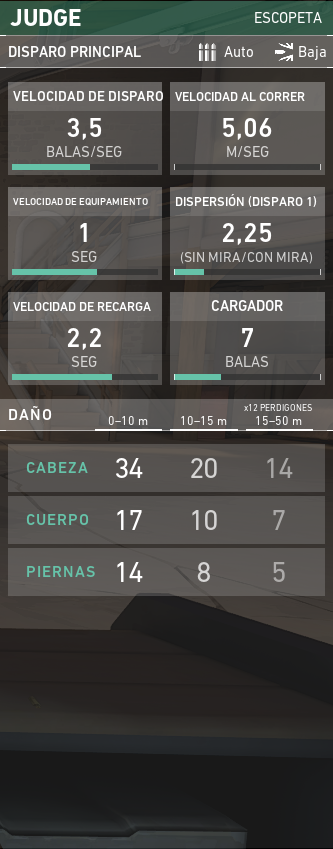 JUDGE ESCOPETA
DISPARO PRINCIPAL Auto Baja
VELOCIDAD DE DISPARO VELOCIDAD AL CORRER
3,5 5,06
BALAS/SEG M/SEG
VELOCIDAD DE EQUIPAMIENTO DISPERSIÓN (DISPARO 1)
1 2,25
SEG (SIN MIRA/CON MIRA)
VELOCIDAD DE RECARGA CARGADOR
2,2 7
SEG BALAS
x12 PERDIGONES
DAÑO 0–10 m 10–15 m 15–50 m
CABEZA 34 20 14
CUERPO 17 10 7
PIERNAS 14 8 5